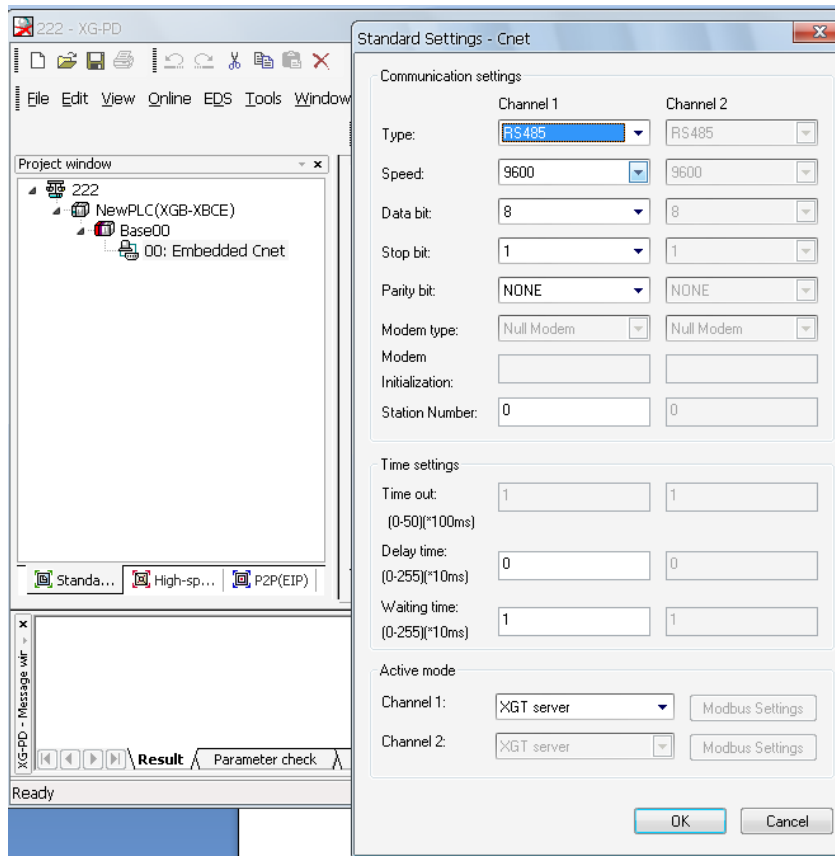 222 - XG-PD
File Edit View Online EDS Tools Window
Project window
222
NewPLC(XGB-XBCE)
Base00
00: Embedded Cnet
Standa... High-sp... P2P(EIP)
XG-PD - Message wir
Result Parameter check
Ready
Standard Settings - Cnet
Communication settings
Channel 1 Channel 2
Type: RS485 RS485
Speed: 9600 9600
Data bit: 8 8
Stop bit: 1 1
Parity bit: NONE NONE
Modem type: Null Modem Null Modem
Modem
Initialization:
Station Number: 0 0
Time settings
Time out: 1 1
(0-50)(*100ms)
Delay time: 0 0
(0-255)(*10ms)
Waiting time: 1 1
(0-255)(*10ms)
Active mode
Channel 1: XGT server Modbus Settings
Channel 2: XGT server Modbus Settings
OK Cancel